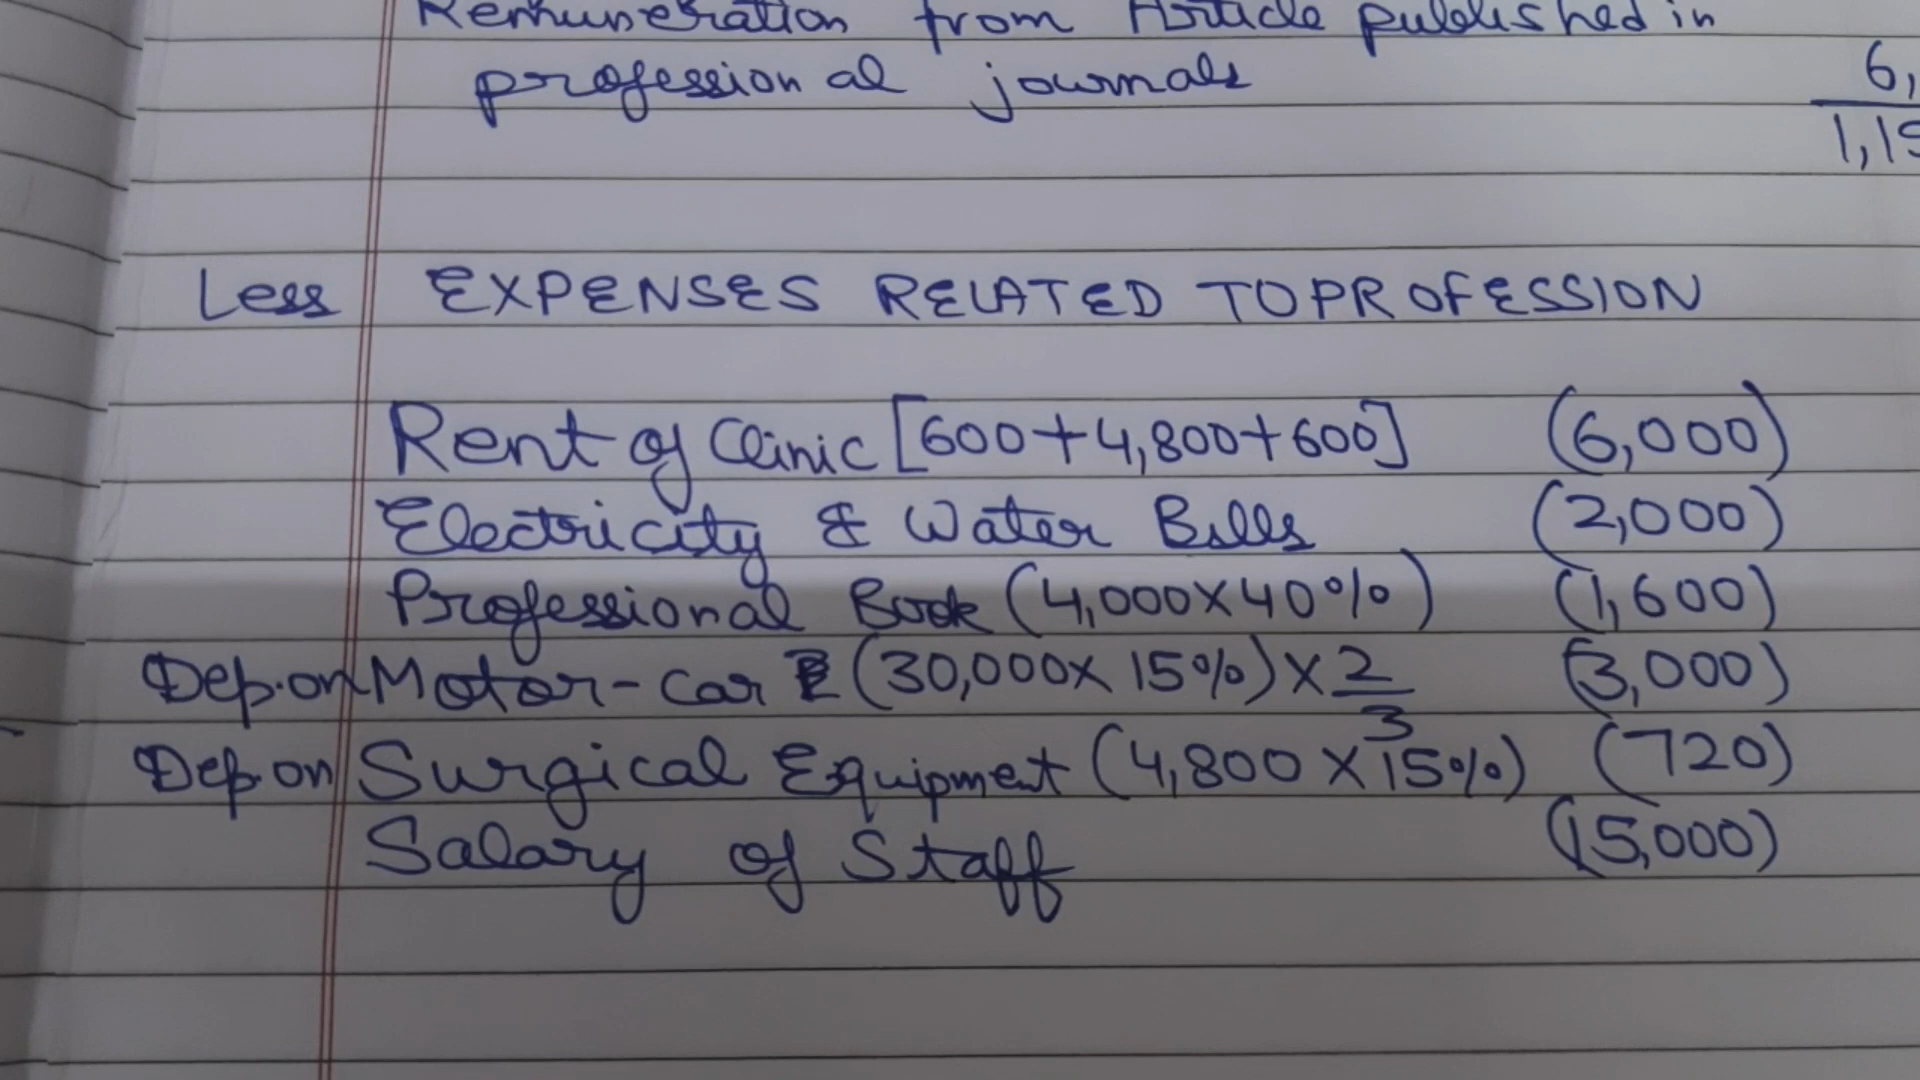 Remuneration from Article published in
professional journals 6,
1,19
Less EXPENSES RELATED TO PROFESSION
Rent of Clinic [600+4,800+600] (6,000)
Electricity & Water Bills (2,000)
Professional Book (4,000×40%) (1,600)
Dep. on Motor-car (30,000×15%)×2/3 (3,000)
Dep. on Surgical Equipment (4,800×15%) (720)
Salary of Staff (15,000)